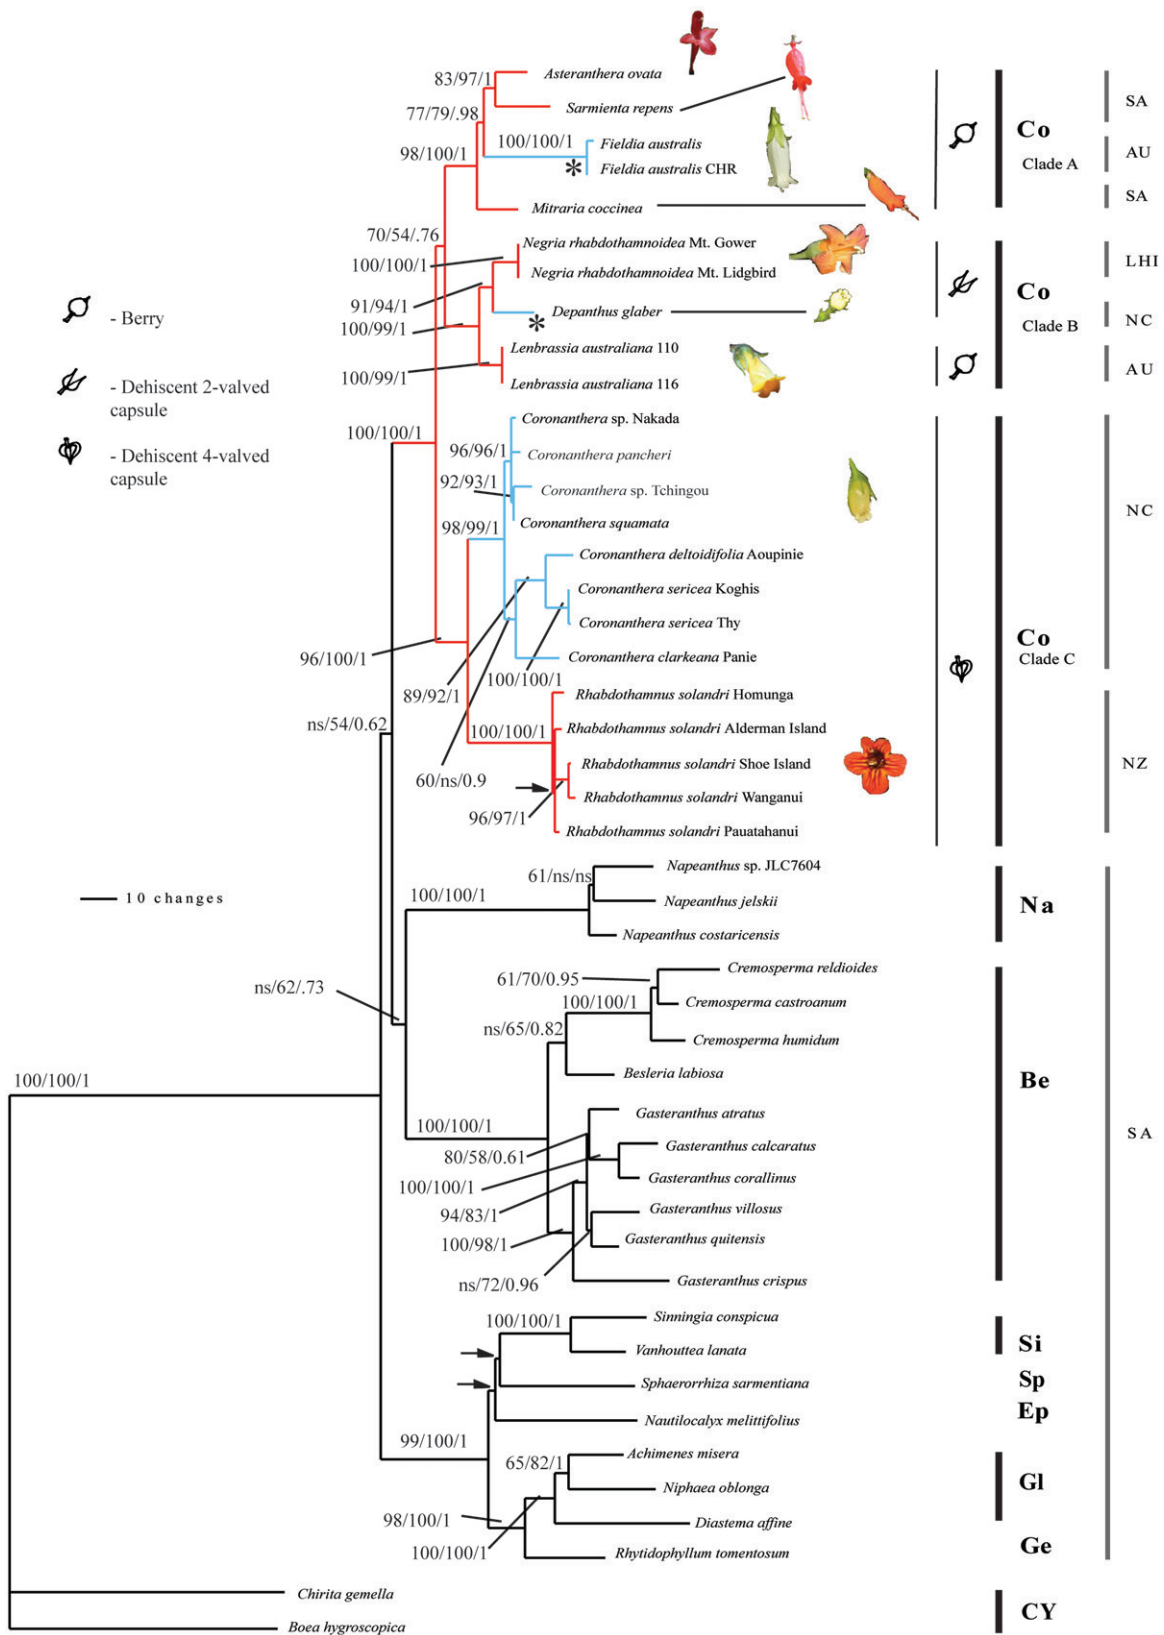 83/97/1
Asteranthera ovata
Sarmienta repens
SA
77/79/.98
100/100/1
Fieldia australis
Co
Clade A
AU
98/100/1
*
Fieldia australis CHR
SA
Mitraria coccinea
70/54/.76
Negria rhabdothamnoidea Mt. Gower
100/100/1
Negria rhabdothamnoidea Mt. Lidgbird
LHI
- Berry
91/94/1
Depanthus glaber
*
Co
Clade B
NC
100/99/1
Lenbrassia australiana 110
100/99/1
Lenbrassia australiana 116
AU
- Dehiscent 2-valved
capsule
100/100/1
Coronanthera sp. Nakada
96/96/1
Coronanthera pancheri
- Dehiscent 4-valved
capsule
92/93/1
Coronanthera sp. Tchingou
98/99/1
Coronanthera squamata
NC
Coronanthera deltoidifolia Aoupinie
Coronanthera sericea Koghis
Coronanthera sericea Thy
Co
Clade C
96/100/1
Coronanthera clarkeana Panie
100/100/1
89/92/1
Rhabdothamnus solandri Homunga
ns/54/0.62
100/100/1
Rhabdothamnus solandri Alderman Island
60/ns/0.9
Rhabdothamnus solandri Shoe Island
NZ
96/97/1
Rhabdothamnus solandri Wanganui
Rhabdothamnus solandri Pauatahanui
61/ns/ns
Napeanthus sp. JLC7604
10 changes
100/100/1
Napeanthus jelskii
Na
Napeanthus costaricensis
ns/62/.73
61/70/0.95
Cremosperma reldioides
100/100/1
Cremosperma castroanum
ns/65/0.82
Cremosperma humidum
100/100/1
Besleria labiosa
Be
100/100/1
Gasteranthus atratus
SA
80/58/0.61
Gasteranthus calcaratus
100/100/1
Gasteranthus corallinus
94/83/1
Gasteranthus villosus
100/98/1
Gasteranthus quitensis
ns/72/0.96
Gasteranthus crispus
100/100/1
Sinningia conspicua
Si
Vanhouttea lanata
Sphaerorrhiza sarmentiana
Sp
Nautilocalyx melittifolius
Ep
99/100/1
65/82/1
Achimenes misera
Gl
Niphaea oblonga
98/100/1
Diastema affine
100/100/1
Rhytidophyllum tomentosum
Ge
Chirita gemella
CY
Boea hygroscopica